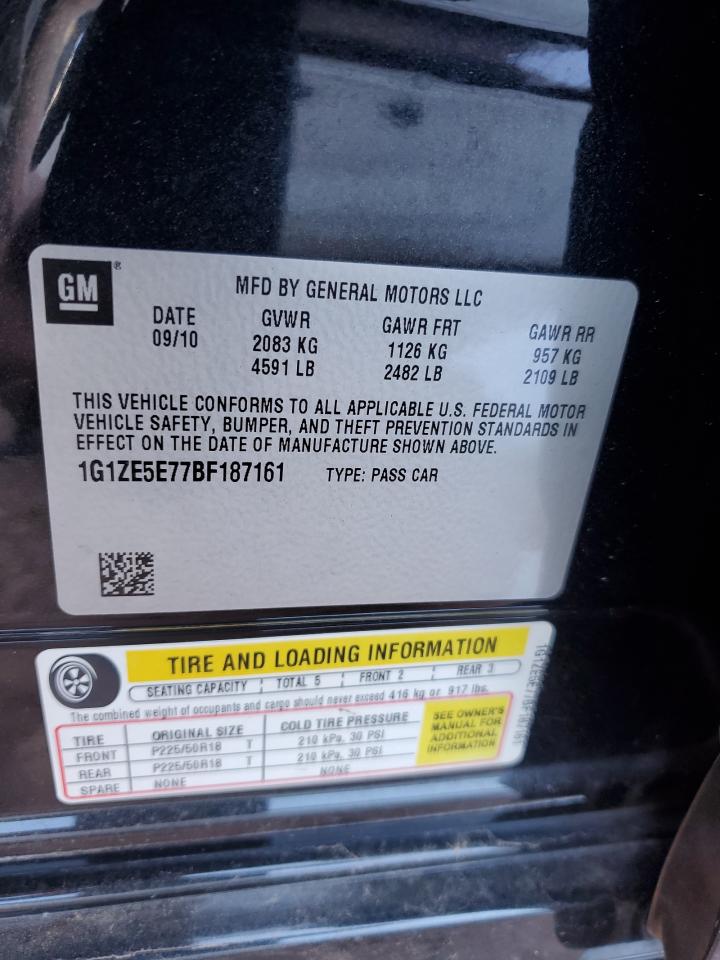 GM®
MFD BY GENERAL MOTORS LLC
DATE GVWR GAWR FRT GAWR RR
09/10 2083 KG 1126 KG 957 KG
4591 LB 2482 LB 2109 LB
THIS VEHICLE CONFORMS TO ALL APPLICABLE U.S. FEDERAL MOTOR
VEHICLE SAFETY, BUMPER, AND THEFT PREVENTION STANDARDS IN
EFFECT ON THE DATE OF MANUFACTURE SHOWN ABOVE.
1G1ZE5E77BF187161 TYPE: PASS CAR
TIRE AND LOADING INFORMATION
SEATING CAPACITY TOTAL 5 FRONT 2 REAR 3
The combined weight of occupants and cargo should never exceed 416 kg or 917 lbs.
TIRE ORIGINAL SIZE COLD TIRE PRESSURE
FRONT P225/50R18 T 210 kPa, 30 PSI
REAR P225/50R18 T 210 kPa, 30 PSI
SPARE NONE NONE
SEE OWNER'S
MANUAL FOR
ADDITIONAL
INFORMATION